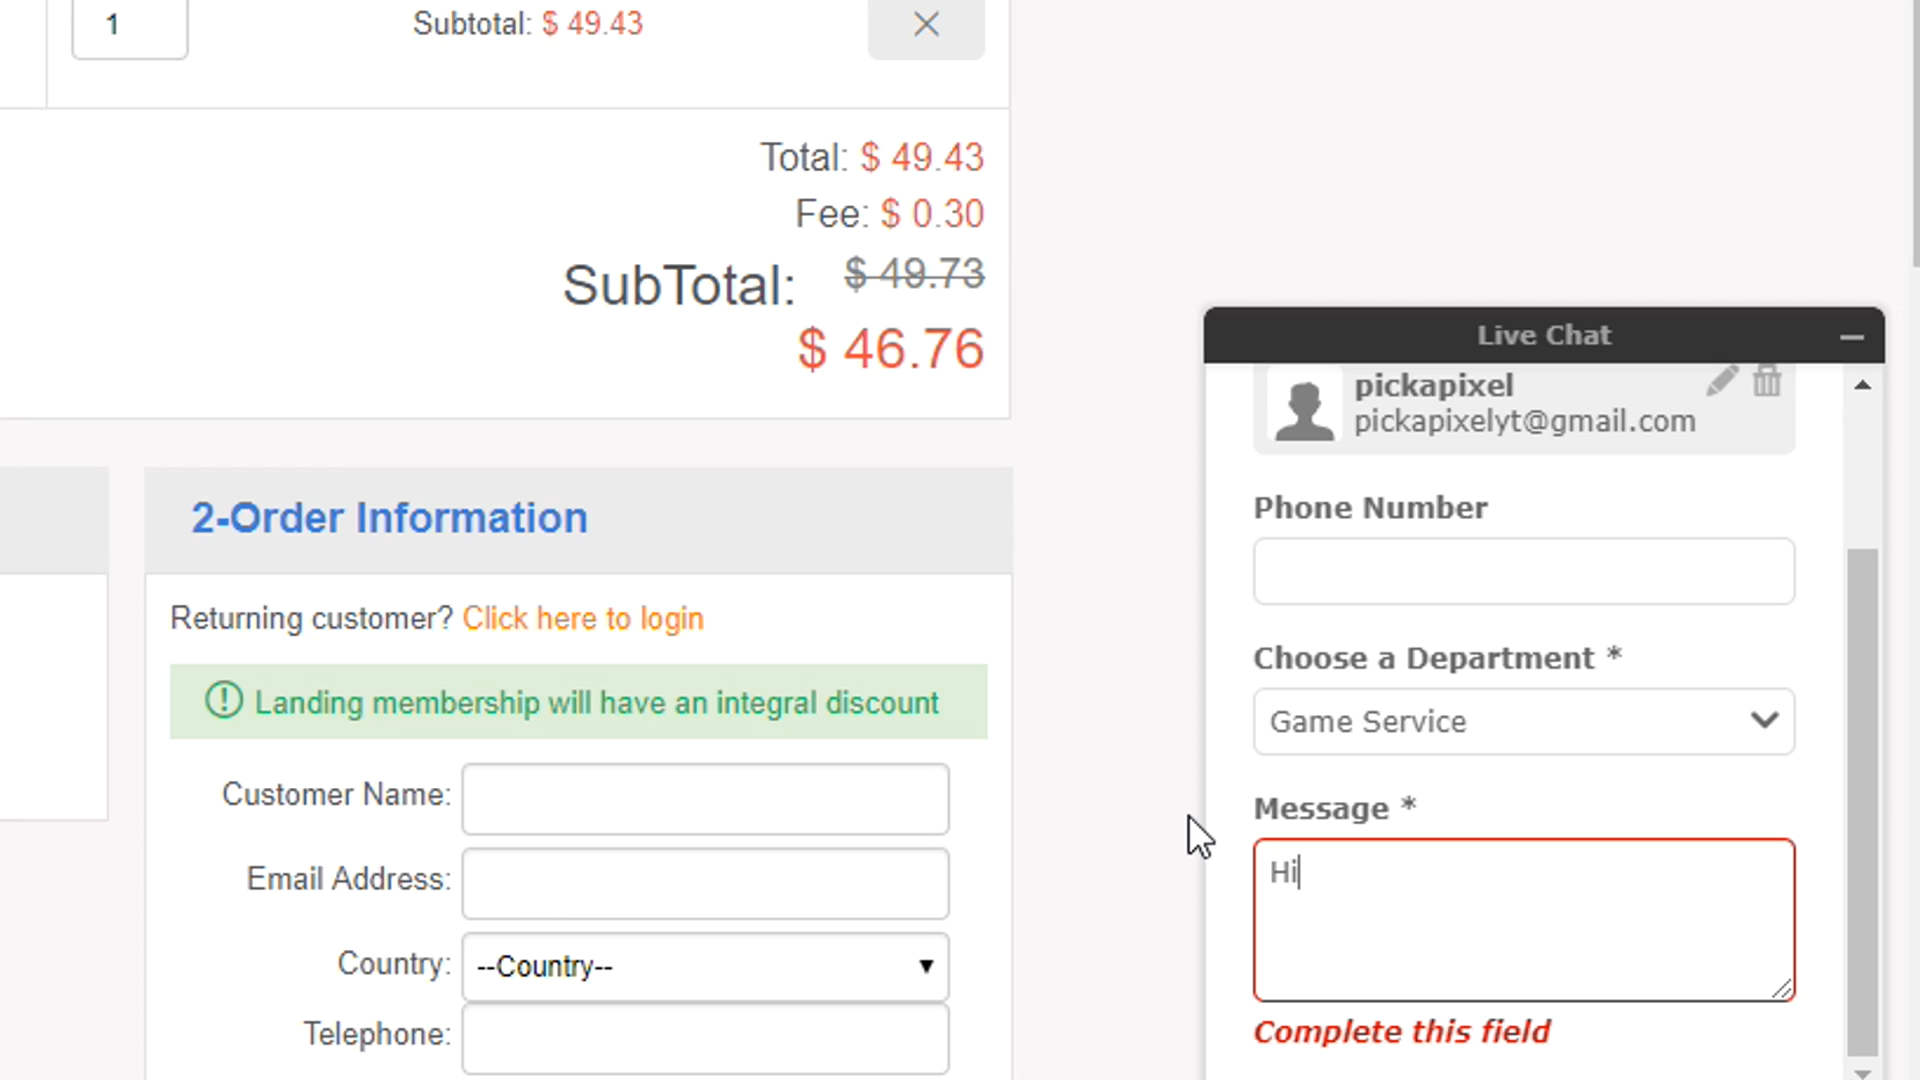 1
Subtotal: $ 49.43
Total: $ 49.43
Fee: $ 0.30
SubTotal: $ 49.73
$ 46.76
2-Order Information
Returning customer? Click here to login
Landing membership will have an integral discount
Customer Name:
Email Address:
Country: --Country--
Telephone:
Live Chat
pickapixel
pickapixelyt@gmail.com
Phone Number
Choose a Department *
Game Service
Message *
Hi
Complete this field